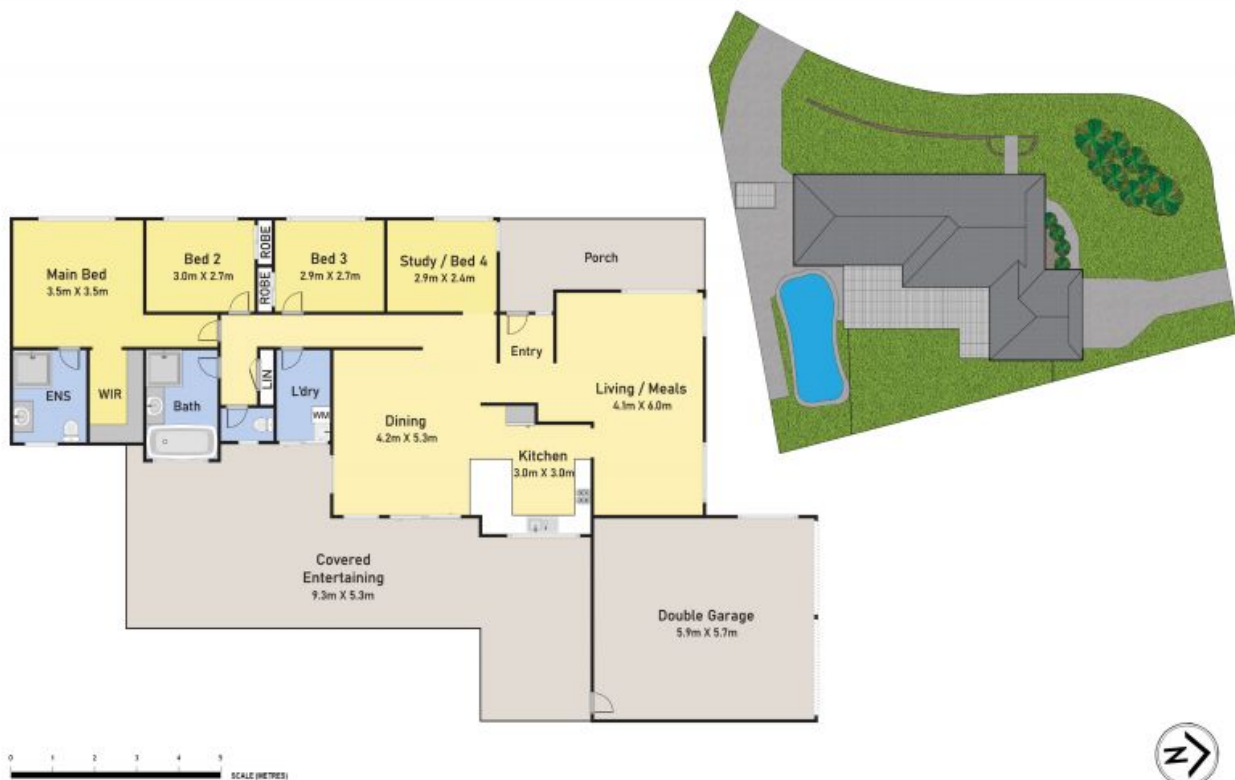 Main Bed
3.5m X 3.5m
Bed 2
3.0m X 2.7m
ROBE
ROBE
Bed 3
2.9m X 2.7m
Study / Bed 4
2.9m X 2.4m
Porch
ENS
WIR
Bath
LIN
L'dry
WM
Entry
Living / Meals
4.1m X 6.0m
Dining
4.2m X 5.3m
Kitchen
3.0m X 3.0m
Covered
Entertaining
9.3m X 5.3m
Double Garage
5.9m X 5.7m
0 1 2 3 4 5
SCALE (METRES)
N